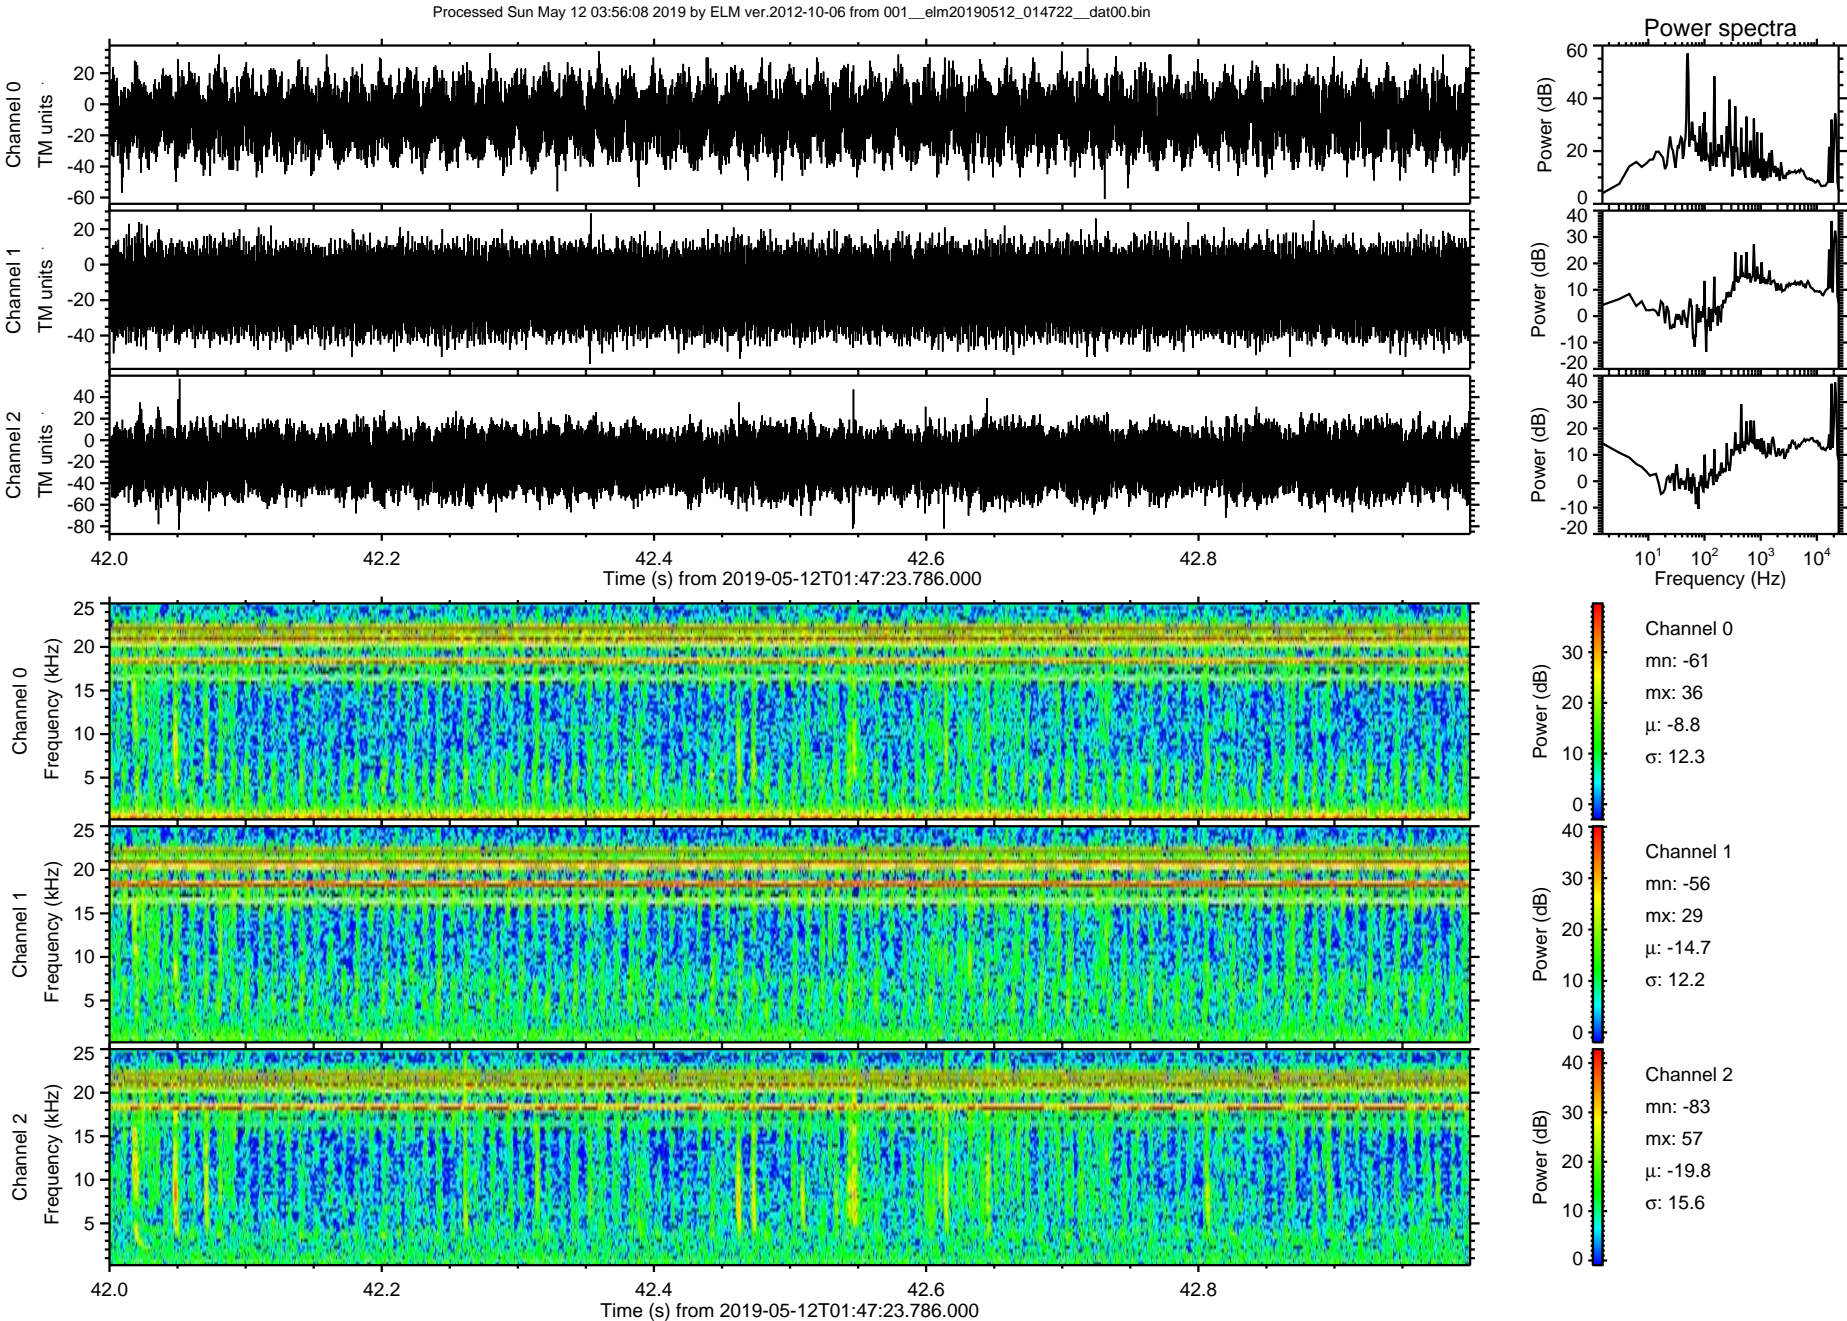 Processed Sun May 12 03:56:08 2019 by ELM ver.2012-10-06 from 001__elm20190512_014722__dat00.bin
Power spectra
Channel 0
TM units
20
0
-20
-40
-60
Power (dB)
60
40
20
0
Channel 1
TM units
20
0
-20
-40
Power (dB)
40
30
20
10
0
-10
-20
Channel 2
TM units
40
20
0
-20
-40
-60
-80
Power (dB)
40
30
20
10
0
-10
-20
42.0 42.2 42.4 42.6 42.8
Time (s) from 2019-05-12T01:47:23.786.000
10¹ 10² 10³ 10⁴
Frequency (Hz)
Channel 0
Frequency (kHz)
25
20
15
10
5
Power (dB)
30
20
10
0
Channel 0
mn: -61
mx: 36
μ: -8.8
σ: 12.3
Channel 1
Frequency (kHz)
25
20
15
10
5
Power (dB)
40
30
20
10
0
Channel 1
mn: -56
mx: 29
μ: -14.7
σ: 12.2
Channel 2
Frequency (kHz)
25
20
15
10
5
Power (dB)
40
30
20
10
0
Channel 2
mn: -83
mx: 57
μ: -19.8
σ: 15.6
42.0 42.2 42.4 42.6 42.8
Time (s) from 2019-05-12T01:47:23.786.000